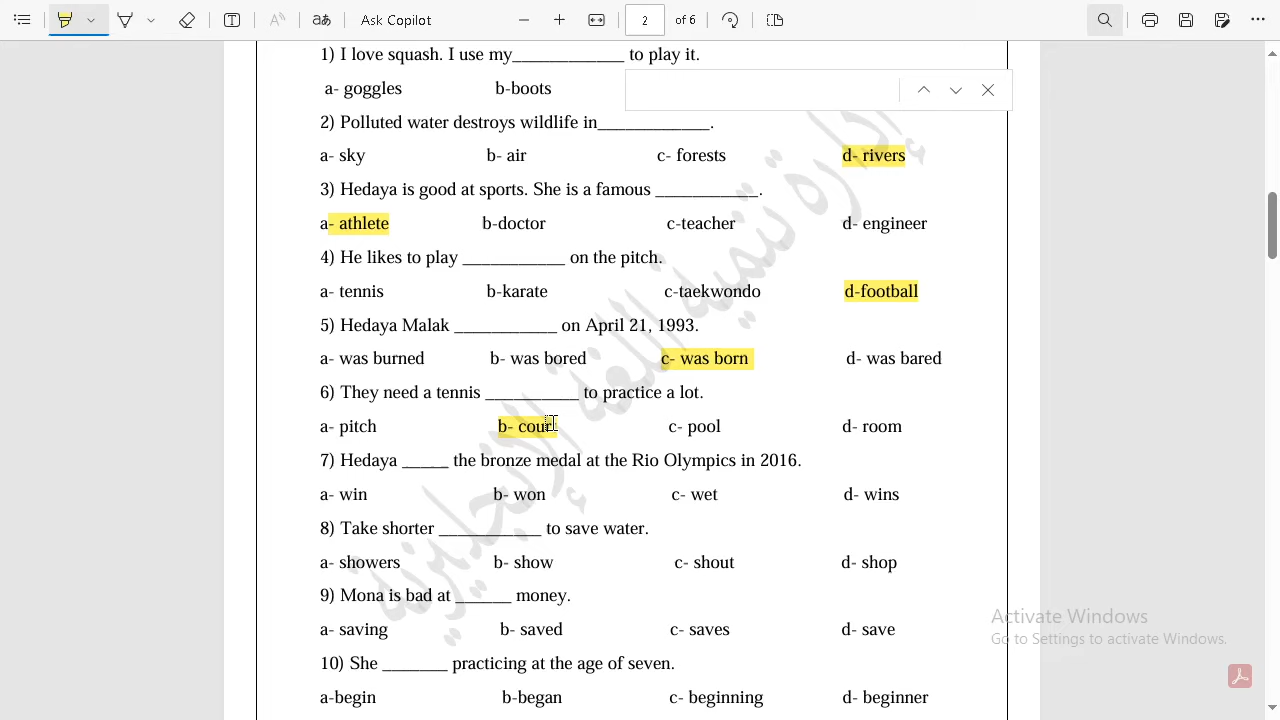 Ask Copilot 2 of 6
1) I love squash. I use my____________ to play it.
a- goggles b-boots
2) Polluted water destroys wildlife in____________.
a- sky b- air c- forests d- rivers
3) Hedaya is good at sports. She is a famous ___________.
a- athlete b-doctor c-teacher d- engineer
4) He likes to play ___________ on the pitch.
a- tennis b-karate c-taekwondo d-football
5) Hedaya Malak ___________ on April 21, 1993.
a- was burned b- was bored c- was born d- was bared
6) They need a tennis __________ to practice a lot.
a- pitch b- court c- pool d- room
7) Hedaya _____ the bronze medal at the Rio Olympics in 2016.
a- win b- won c- wet d- wins
8) Take shorter ___________ to save water.
a- showers b- show c- shout d- shop
9) Mona is bad at ______ money.
a- saving b- saved c- saves d- save
10) She _______ practicing at the age of seven.
a-begin b-began c- beginning d- beginner
إدارة تنمية اللغة الإنجليزية
Activate Windows
Go to Settings to activate Windows.